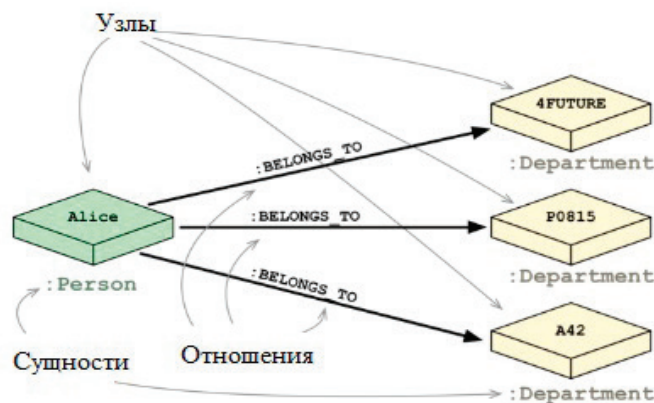 Узлы
4FUTURE
:Department
:BELONGS_TO
Alice
:BELONGS_TO
P0815
:Department
:Person
:BELONGS_TO
A42
Сущности
Отношения
:Department